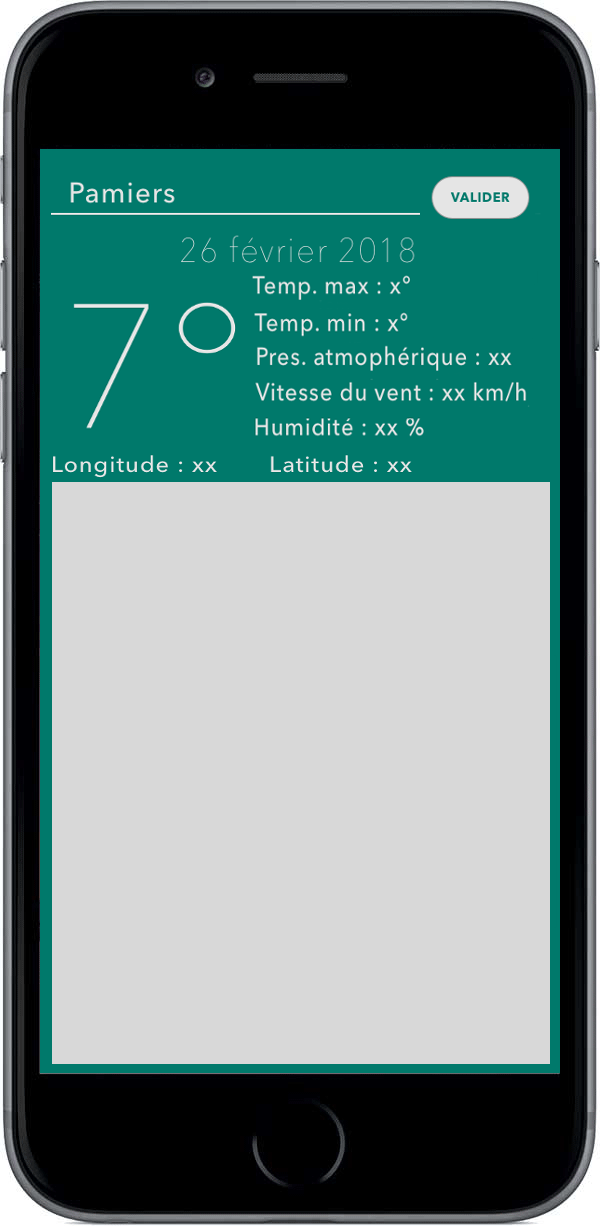 Pamiers
VALIDER
26 février 2018
7°
Temp. max : x°
Temp. min : x°
Pres. atmophérique : xx
Vitesse du vent : xx km/h
Humidité : xx %
Longitude : xx
Latitude : xx